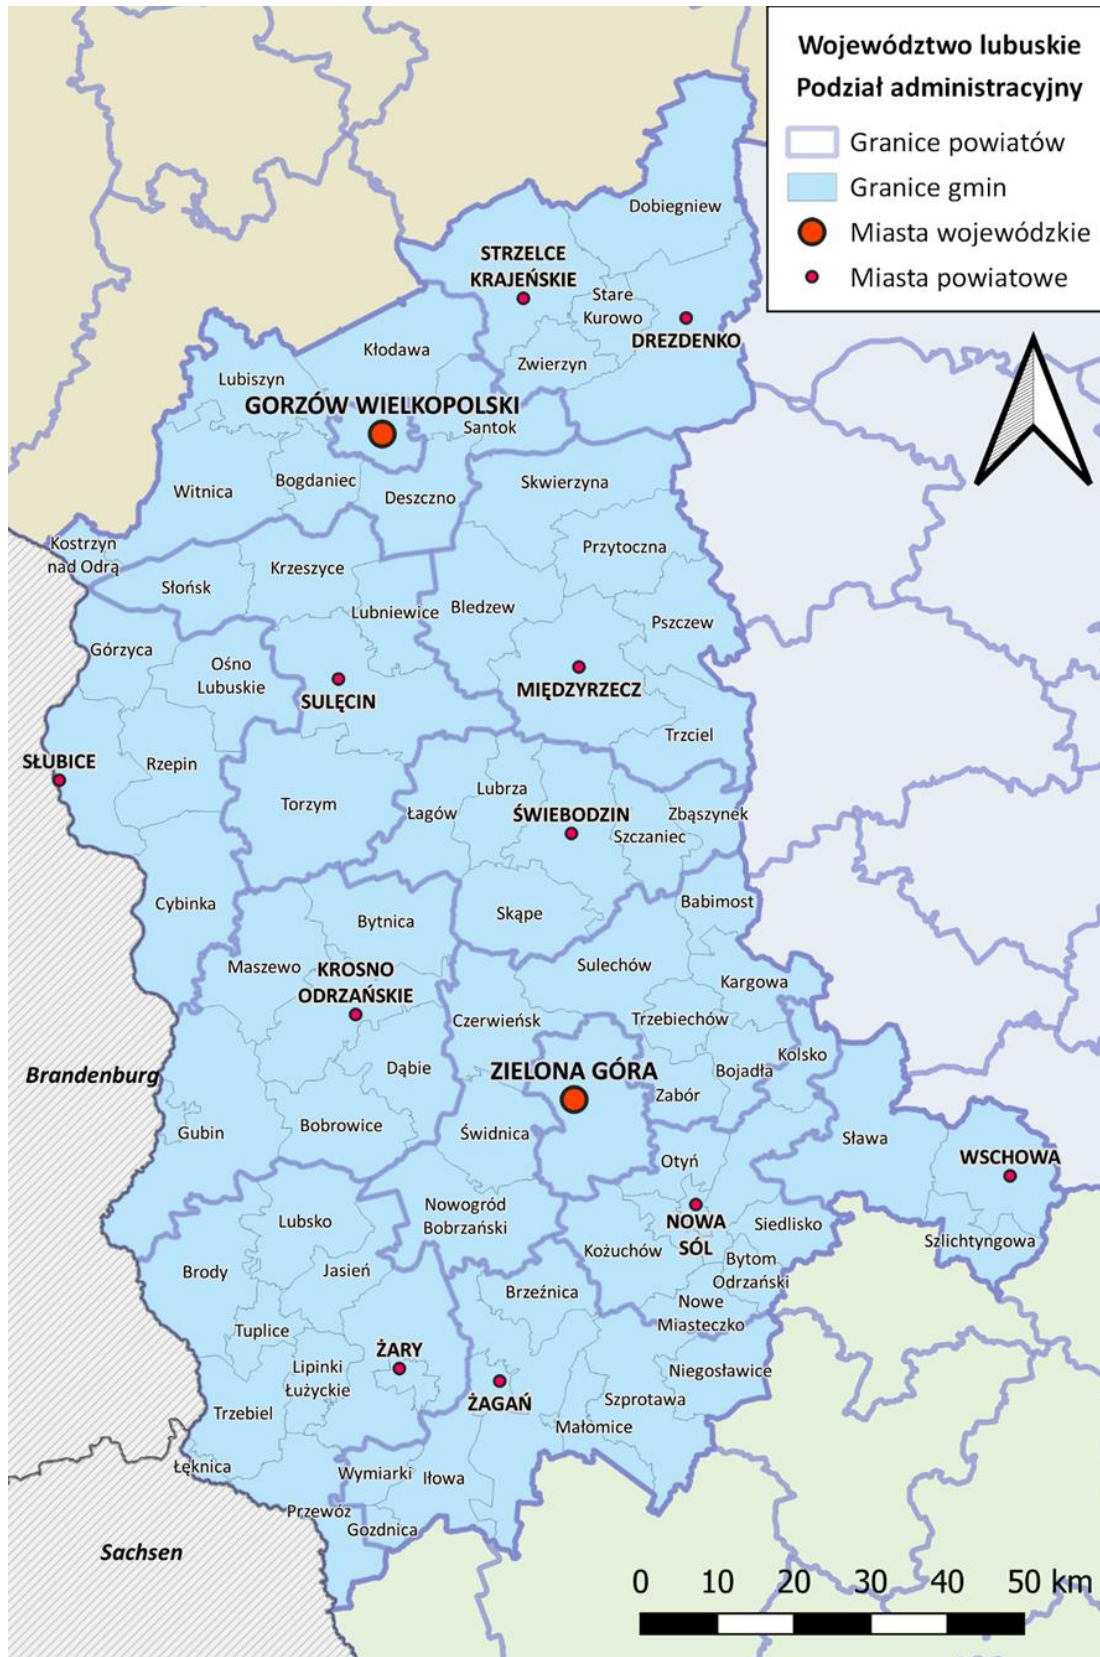 Województwo lubuskie
Podział administracyjny
Granice powiatów
Granice gmin
Miasta wojewódzkie
Miasta powiatowe
Dobiegniew
STRZELCE
KRAJEŃSKIE
Stare
Kurowo
DREZDENKO
Kłodawa
Zwierzyn
Lubiszyn
GORZÓW WIELKOPOLSKI
Santok
Bogdaniec
Skwierzyna
Witnica
Deszczno
Kostrzyn
nad Odrą
Przytoczna
Krzeszyce
Słońsk
Lubniewice
Bledzew
Pszczew
Górzyca
Ośno
Lubuskie
MIĘDZYRZECZ
SULĘCIN
Trzciel
SŁUBICE
Rzepin
Lubrza
Torzym
Łagów
ŚWIEBODZIN
Zbąszynek
Szczaniec
Cybinka
Babimost
Skąpe
Bytnica
Maszewo
KROSNO
ODRZAŃSKIE
Sulechów
Kargowa
Czerwieńsk
Trzebiechów
Kolsko
Dąbie
ZIELONA GÓRA
Bojadła
Brandenburg
Zabór
Gubin
Bobrowice
Świdnica
Sława
WSCHOWA
Otyń
Nowogród
Bobrzański
Lubsko
NOWA
SÓL
Siedlisko
Szlichtyngowa
Kożuchów
Bytom
Odrzański
Brody
Jasień
Brzeźnica
Nowe
Miasteczko
Tuplice
ŻARY
Lipinki
Łużyckie
Niegosławice
ŻAGAŃ
Szprotawa
Trzebiel
Małomice
Łęknica
Wymiarki
Iłowa
Przewóz
Gozdnica
Sachsen
0 10 20 30 40 50 km